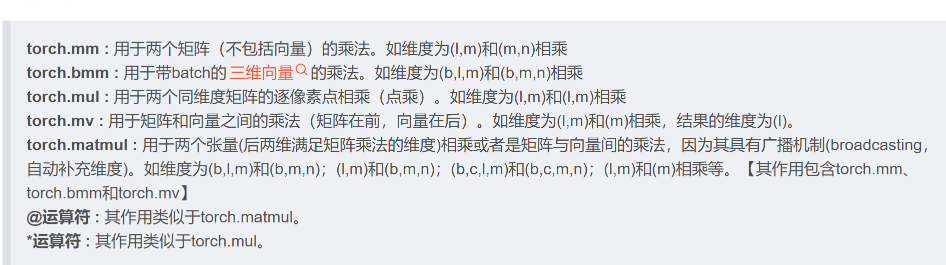 torch.mm : 用于两个矩阵（不包括向量）的乘法。如维度为(l,m)和(m,n)相乘
torch.bmm : 用于带batch的三维向量的乘法。如维度为(b,l,m)和(b,m,n)相乘
torch.mul : 用于两个同维度矩阵的逐像素点相乘（点乘）。如维度为(l,m)和(l,m)相乘
torch.mv : 用于矩阵和向量之间的乘法（矩阵在前，向量在后）。如维度为(l,m)和(m)相乘，结果的维度为(l)。
torch.matmul : 用于两个张量(后两维满足矩阵乘法的维度)相乘或者是矩阵与向量间的乘法，因为其具有广播机制(broadcasting，
自动补充维度)。如维度为(b,l,m)和(b,m,n)；(l,m)和(b,m,n)；(b,c,l,m)和(b,c,m,n)；(l,m)和(m)相乘等。【其作用包含torch.mm、
torch.bmm和torch.mv】
@运算符 : 其作用类似于torch.matmul。
*运算符 : 其作用类似于torch.mul。